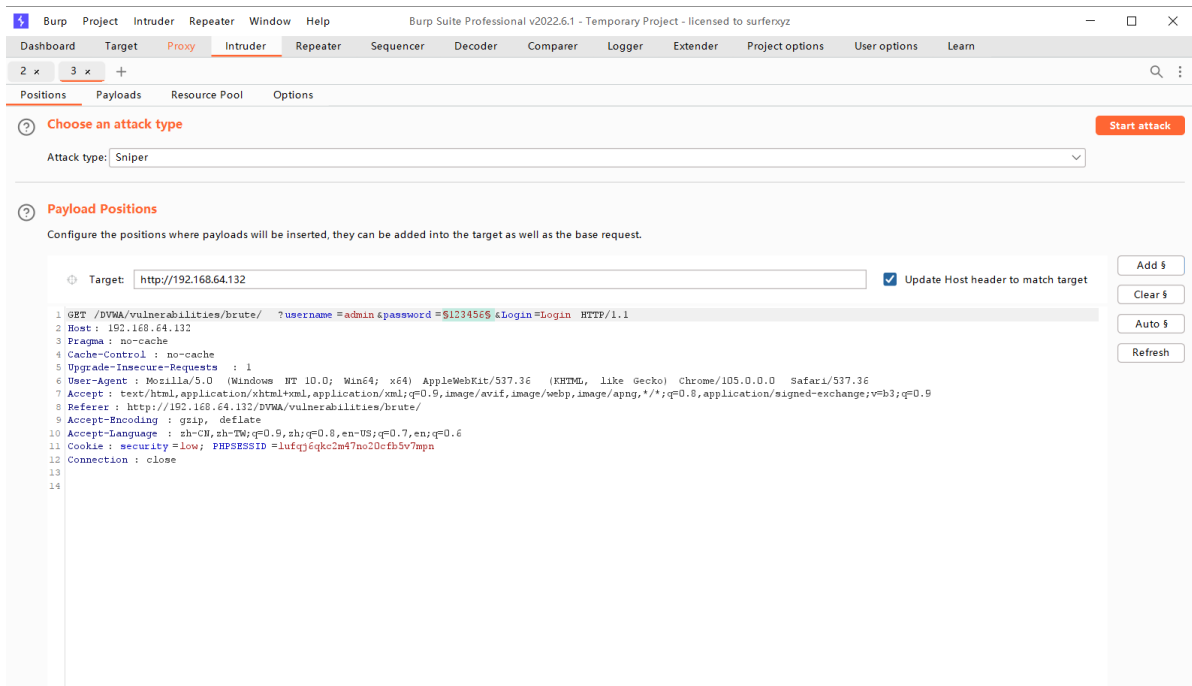 Burp Project Intruder Repeater Window Help Burp Suite Professional v2022.6.1 - Temporary Project - licensed to surferxyz
Dashboard Target Proxy Intruder Repeater Sequencer Decoder Comparer Logger Extender Project options User options Learn
2 × 3 × +
Positions Payloads Resource Pool Options
? Choose an attack type Start attack
Attack type: Sniper
? Payload Positions
Configure the positions where payloads will be inserted, they can be added into the target as well as the base request.
Add §
Target: http://192.168.64.132 Update Host header to match target
Clear §
Auto §
Refresh
1 GET /DVWA/vulnerabilities/brute/ ?username =admin &password =§123456§ &Login =Login HTTP/1.1
2 Host : 192.168.64.132
3 Pragma : no-cache
4 Cache-Control : no-cache
5 Upgrade-Insecure-Requests : 1
6 User-Agent : Mozilla/5.0 (Windows NT 10.0; Win64; x64) AppleWebKit/537.36 (KHTML, like Gecko) Chrome/105.0.0.0 Safari/537.36
7 Accept : text/html,application/xhtml+xml,application/xml;q=0.9,image/avif,image/webp,image/apng,*/*;q=0.8,application/signed-exchange;v=b3;q=0.9
8 Referer : http://192.168.64.132/DVWA/vulnerabilities/brute/
9 Accept-Encoding : gzip, deflate
10 Accept-Language : zh-CN,zh-TW;q=0.9,zh;q=0.8,en-US;q=0.7,en;q=0.6
11 Cookie : security =low; PHPSESSID =lufqj6qkc2m47no20cfb5v7mpn
12 Connection : close
13
14